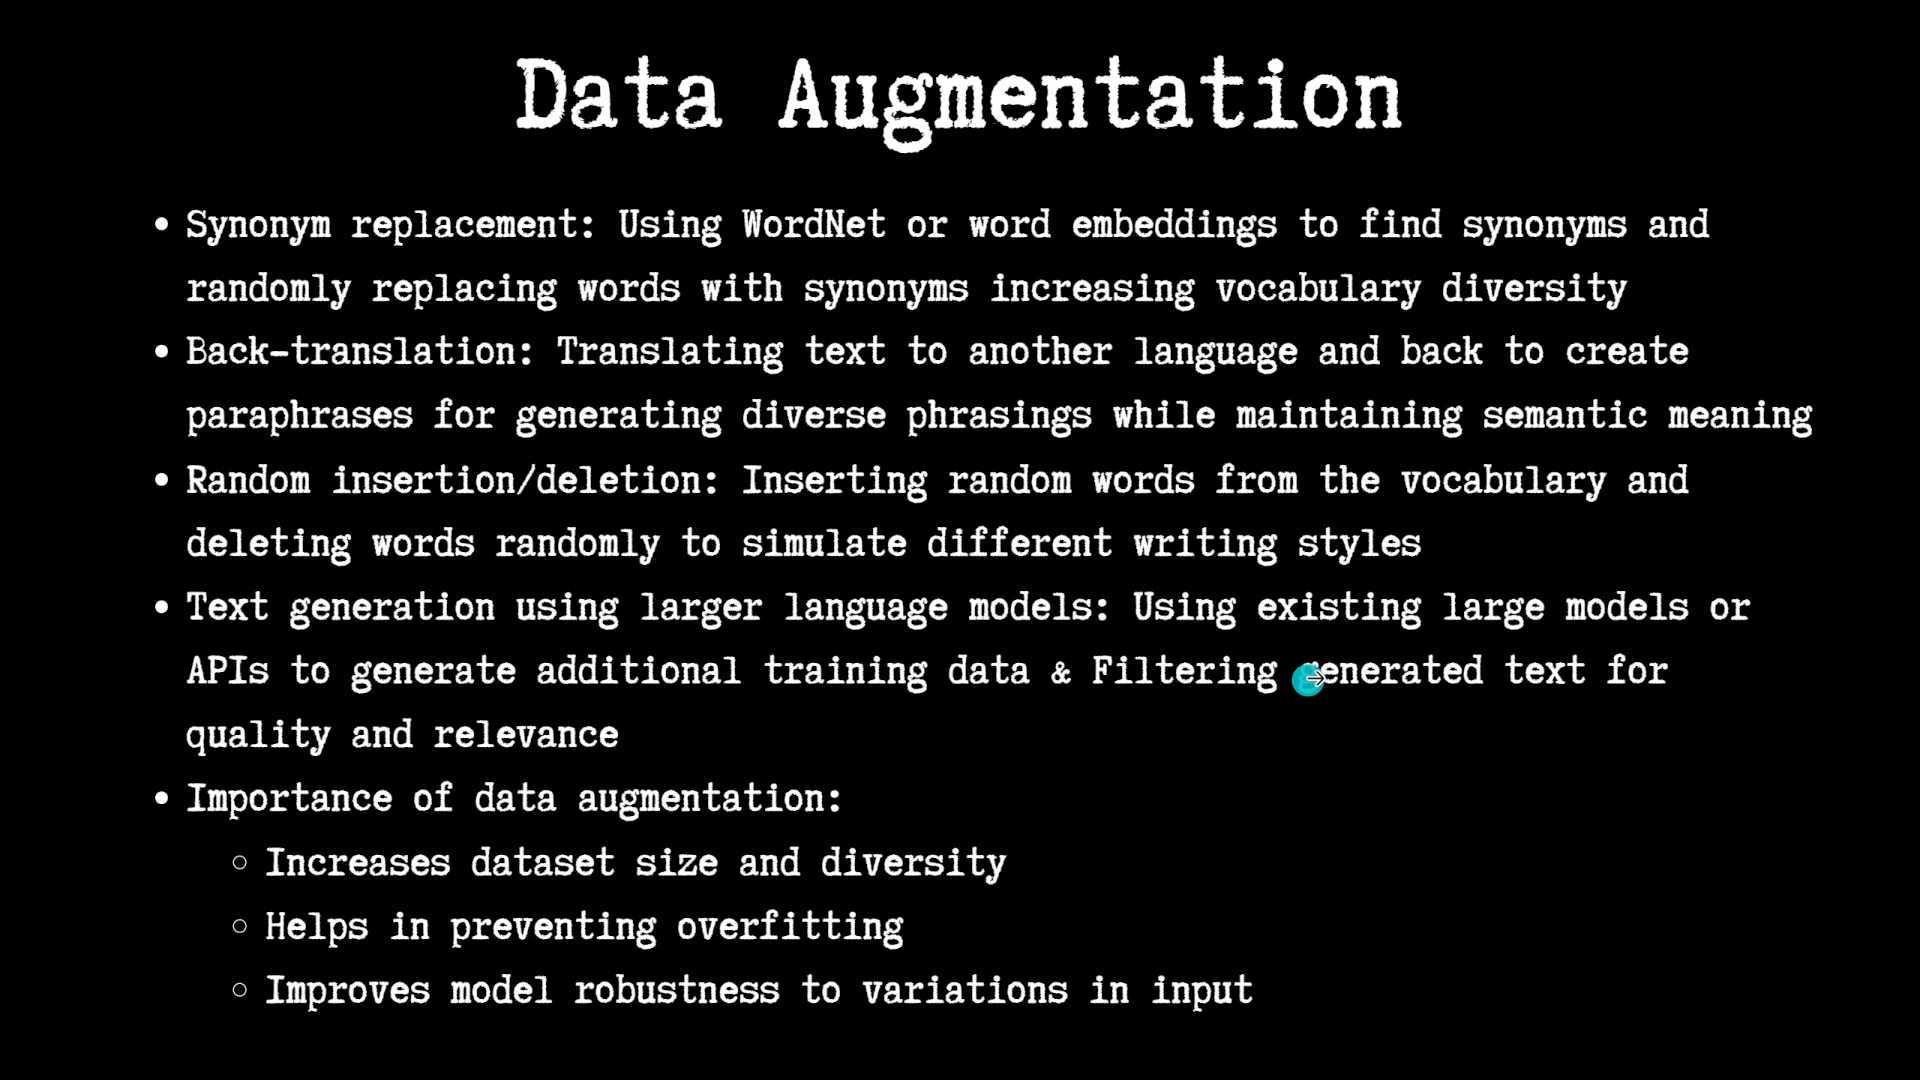 Data Augmentation
• Synonym replacement: Using WordNet or word embeddings to find synonyms and
randomly replacing words with synonyms increasing vocabulary diversity
• Back-translation: Translating text to another language and back to create
paraphrases for generating diverse phrasings while maintaining semantic meaning
• Random insertion/deletion: Inserting random words from the vocabulary and
deleting words randomly to simulate different writing styles
• Text generation using larger language models: Using existing large models or
APIs to generate additional training data & Filtering generated text for
quality and relevance
• Importance of data augmentation:
○ Increases dataset size and diversity
○ Helps in preventing overfitting
○ Improves model robustness to variations in input